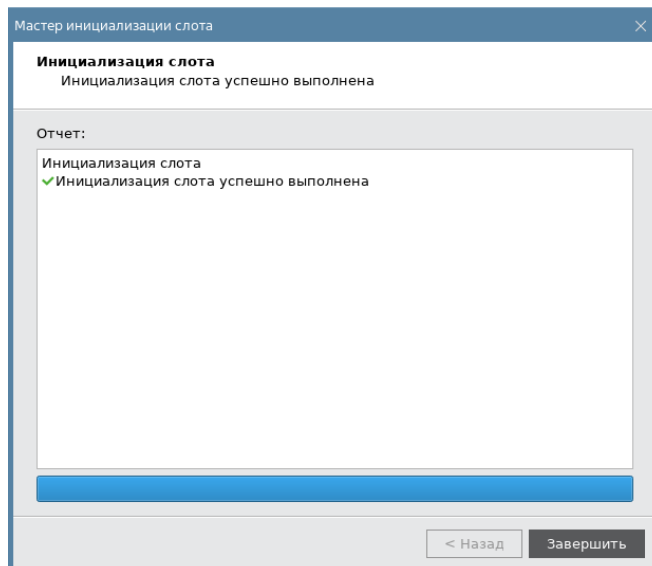 Мастер инициализации слота
Инициализация слота
Инициализация слота успешно выполнена
Отчет:
Инициализация слота
Инициализация слота успешно выполнена
< Назад
Завершить